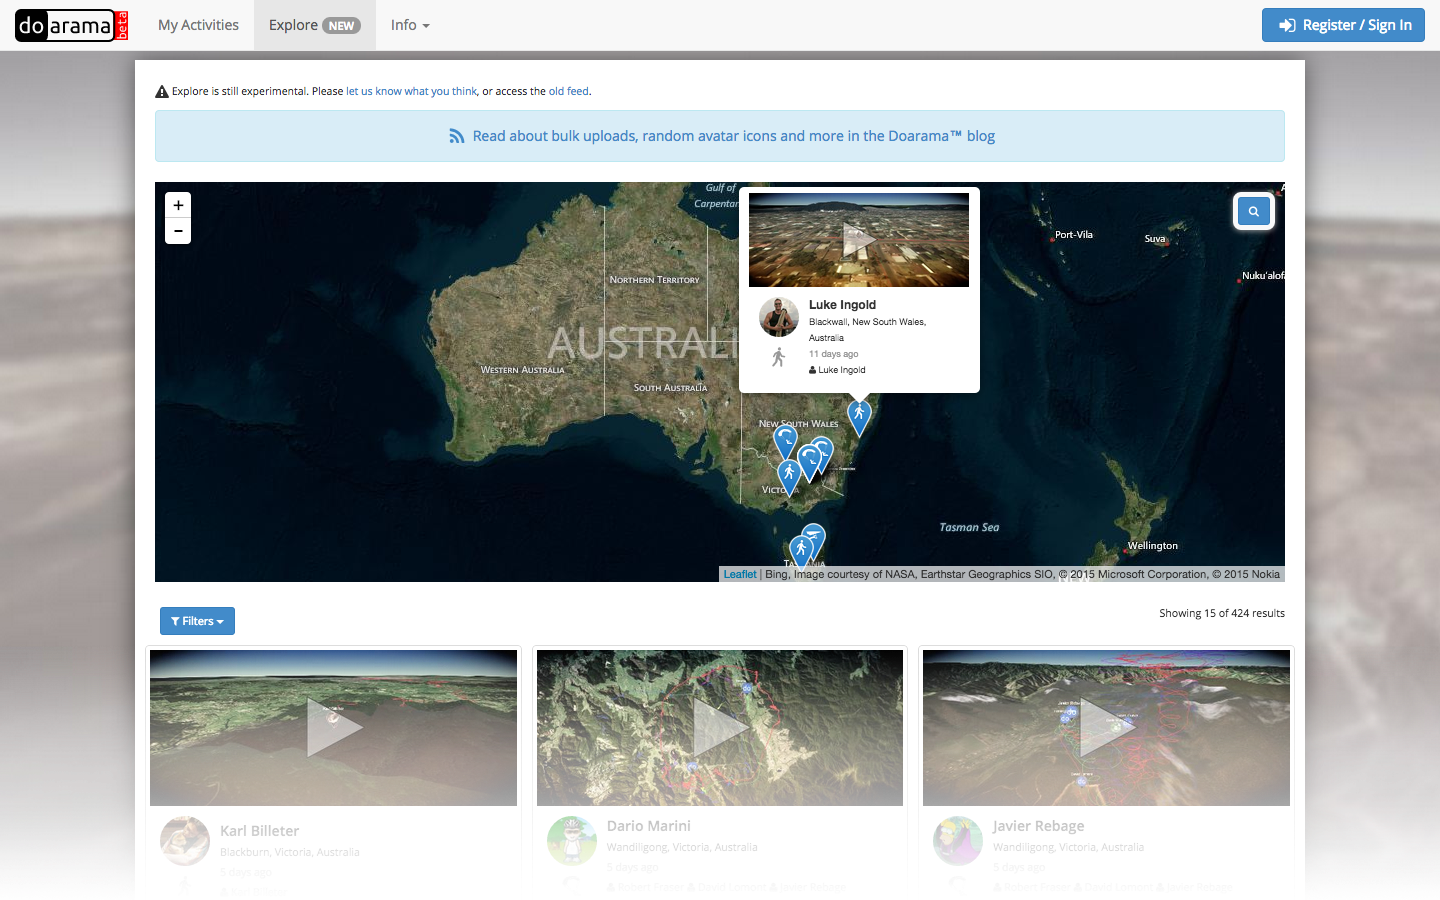 doarama beta
My Activities
Explore NEW
Info
Register / Sign In
Explore is still experimental. Please let us know what you think, or access the old feed.
Read about bulk uploads, random avatar icons and more in the Doarama™ blog
+
−
Gulf of
Carpentar
NORTHERN TERRITORY
AUSTRALI
WESTERN AUSTRALIA
SOUTH AUSTRALIA
NEW SOUTH WALES
VICTORIA
TASMANIA
Port-Vila
Suva
Nuku'alofa
Tasman Sea
Wellington
Luke Ingold
Blackwall, New South Wales,
Australia
11 days ago
Luke Ingold
Leaflet | Bing, Image courtesy of NASA, Earthstar Geographics SIO, © 2015 Microsoft Corporation, © 2015 Nokia
Filters
Showing 15 of 424 results
Karl Billeter
Blackburn, Victoria, Australia
5 days ago
Karl Billeter
Dario Marini
Wandiligong, Victoria, Australia
5 days ago
Javier Rebage
Wandiligong, Victoria, Australia
5 days ago